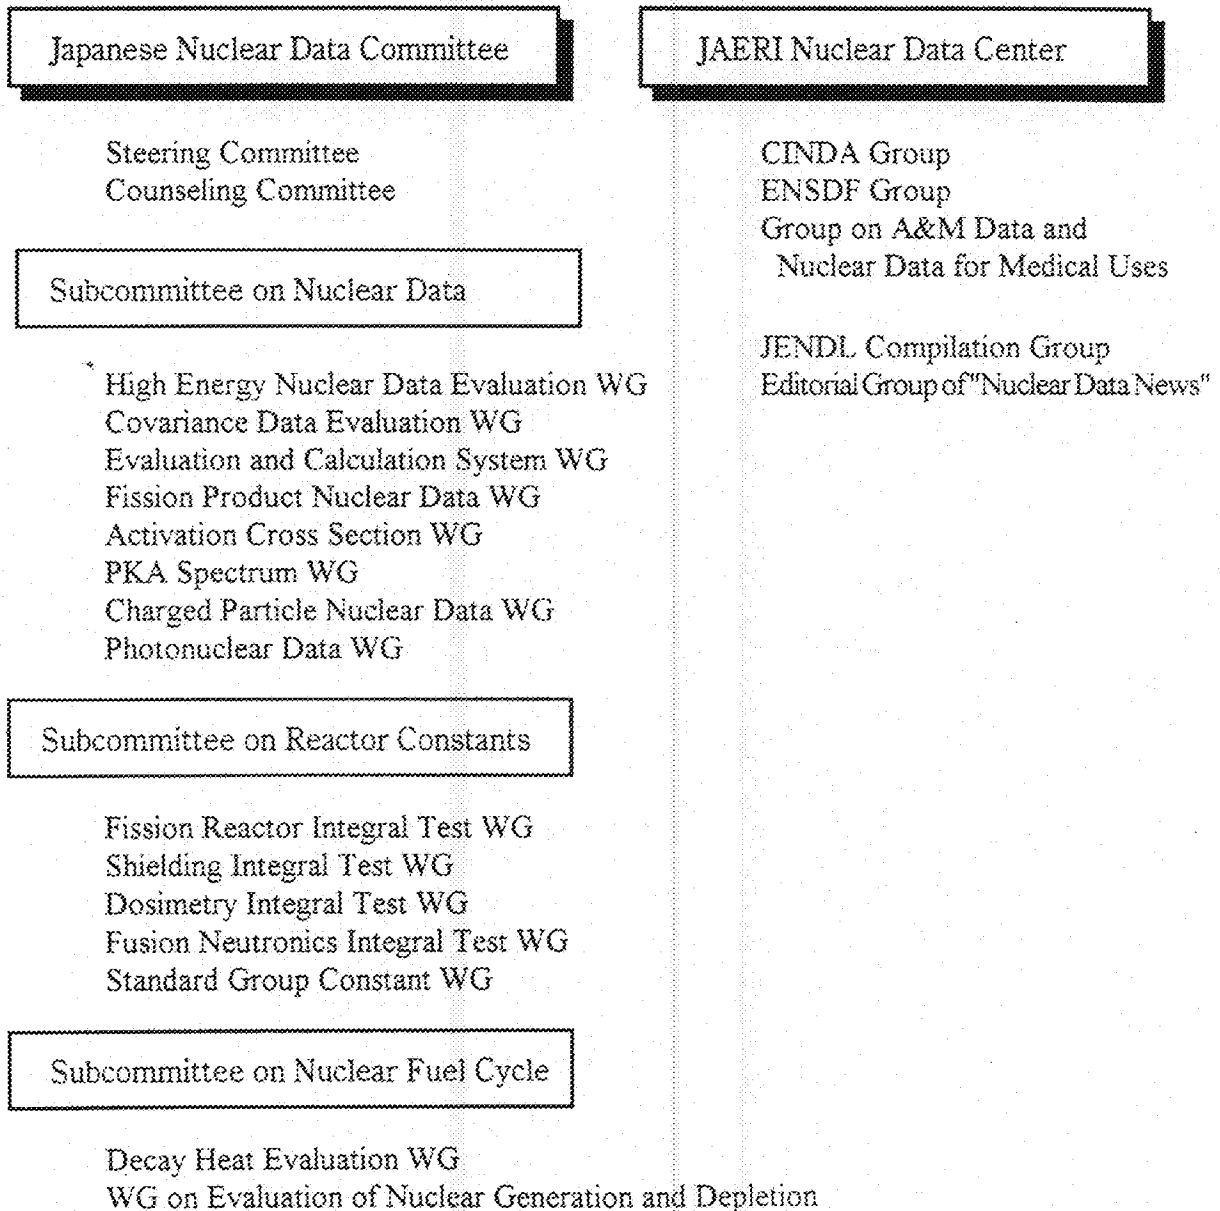 Japanese Nuclear Data Committee
Steering Committee
Counseling Committee
Subcommittee on Nuclear Data
High Energy Nuclear Data Evaluation WG
Covariance Data Evaluation WG
Evaluation and Calculation System WG
Fission Product Nuclear Data WG
Activation Cross Section WG
PKA Spectrum WG
Charged Particle Nuclear Data WG
Photonuclear Data WG
Subcommittee on Reactor Constants
Fission Reactor Integral Test WG
Shielding Integral Test WG
Dosimetry Integral Test WG
Fusion Neutronics Integral Test WG
Standard Group Constant WG
Subcommittee on Nuclear Fuel Cycle
Decay Heat Evaluation WG
WG on Evaluation of Nuclear Generation and Depletion
JAERI Nuclear Data Center
CINDA Group
ENSDF Group
Group on A&M Data and
Nuclear Data for Medical Uses
JENDL Compilation Group
Editorial Group of "Nuclear Data News"